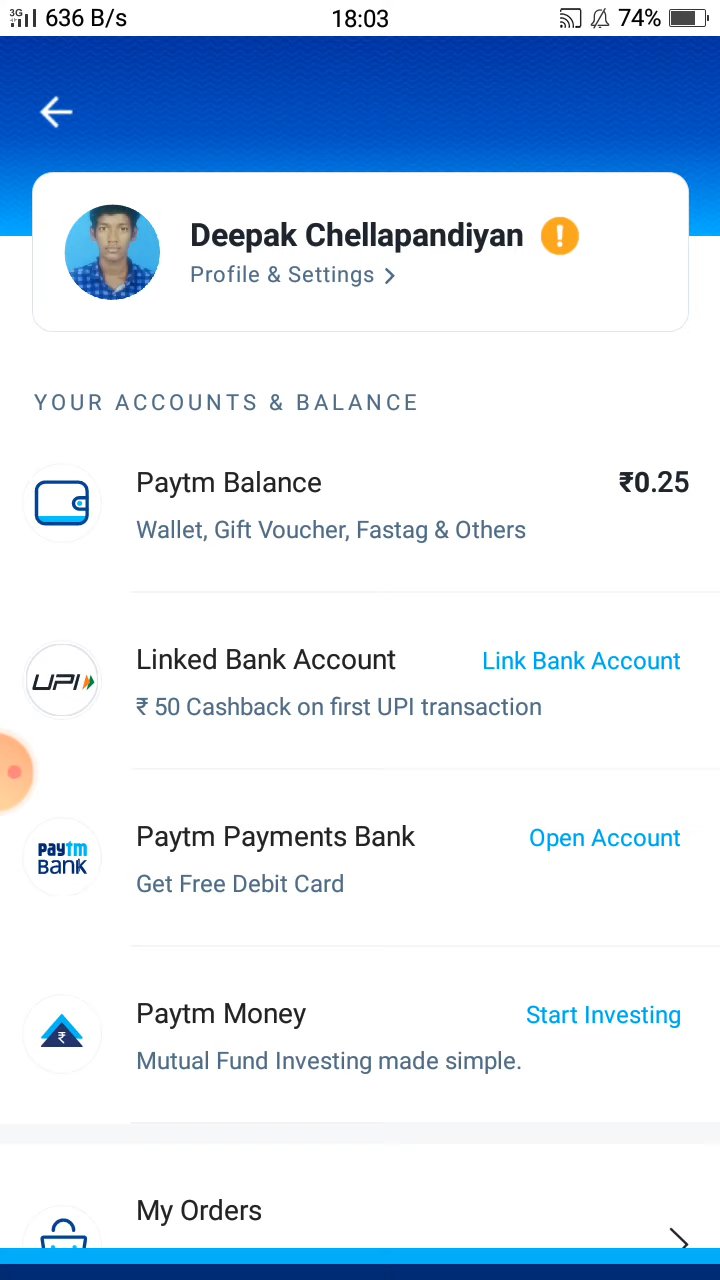 3G 636 B/s 18:03 74%
Deepak Chellapandiyan !
Profile & Settings
YOUR ACCOUNTS & BALANCE
Paytm Balance ₹0.25
Wallet, Gift Voucher, Fastag & Others
UPI Linked Bank Account Link Bank Account
₹ 50 Cashback on first UPI transaction
paytm BANK Paytm Payments Bank Open Account
Get Free Debit Card
₹ Paytm Money Start Investing
Mutual Fund Investing made simple.
My Orders